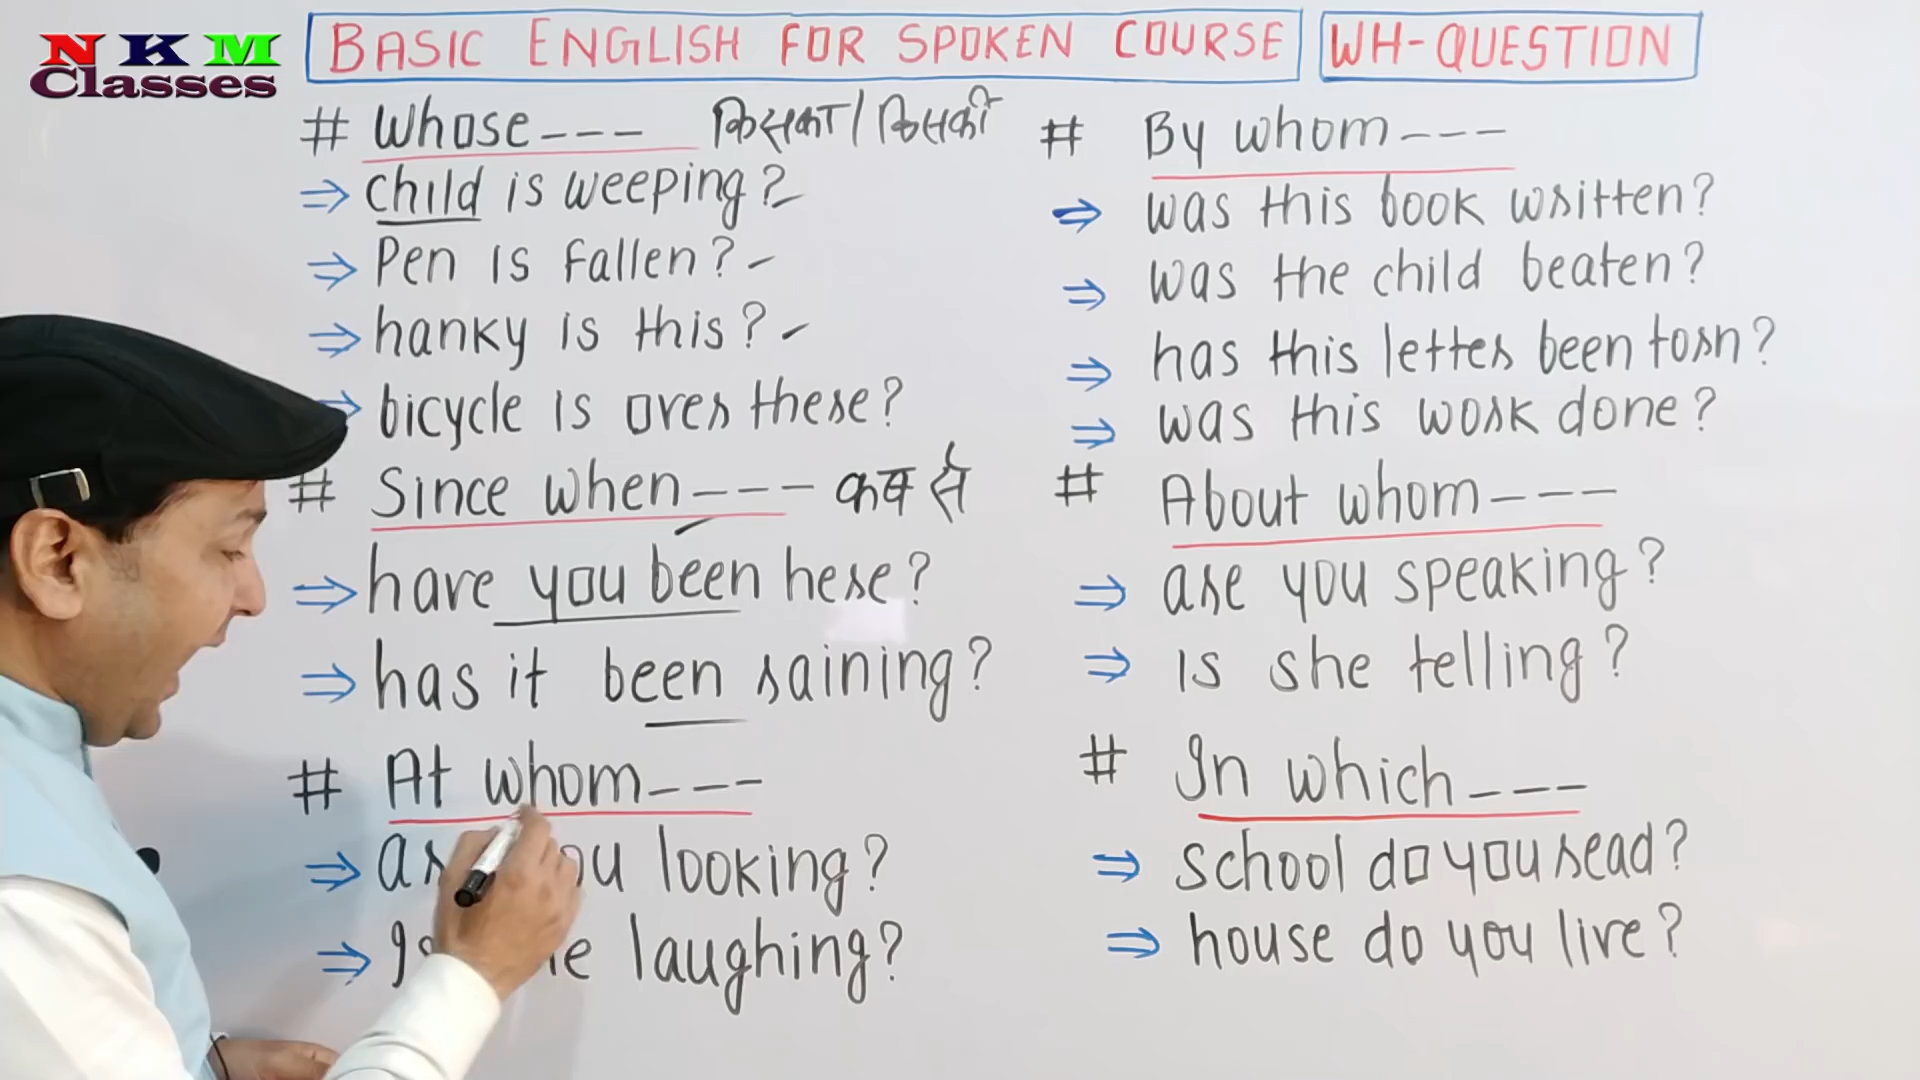 NKM
Classes
BASIC ENGLISH FOR SPOKEN COURSE
WH-QUESTION
# Whose--- किसका/किसकी
⇒ child is weeping?
⇒ Pen is fallen?
⇒ hanky is this?
⇒ bicycle is over there?
# Since when--- कब से
⇒ have you been here?
⇒ has it been raining?
# At whom---
⇒ looking?
⇒ laughing?
# By whom---
⇒ was this book written?
⇒ was the child beaten?
⇒ has this letter been torn?
⇒ was this work done?
# About whom---
⇒ are you speaking?
⇒ is she telling?
# In which---
⇒ school do you read?
⇒ house do you live?